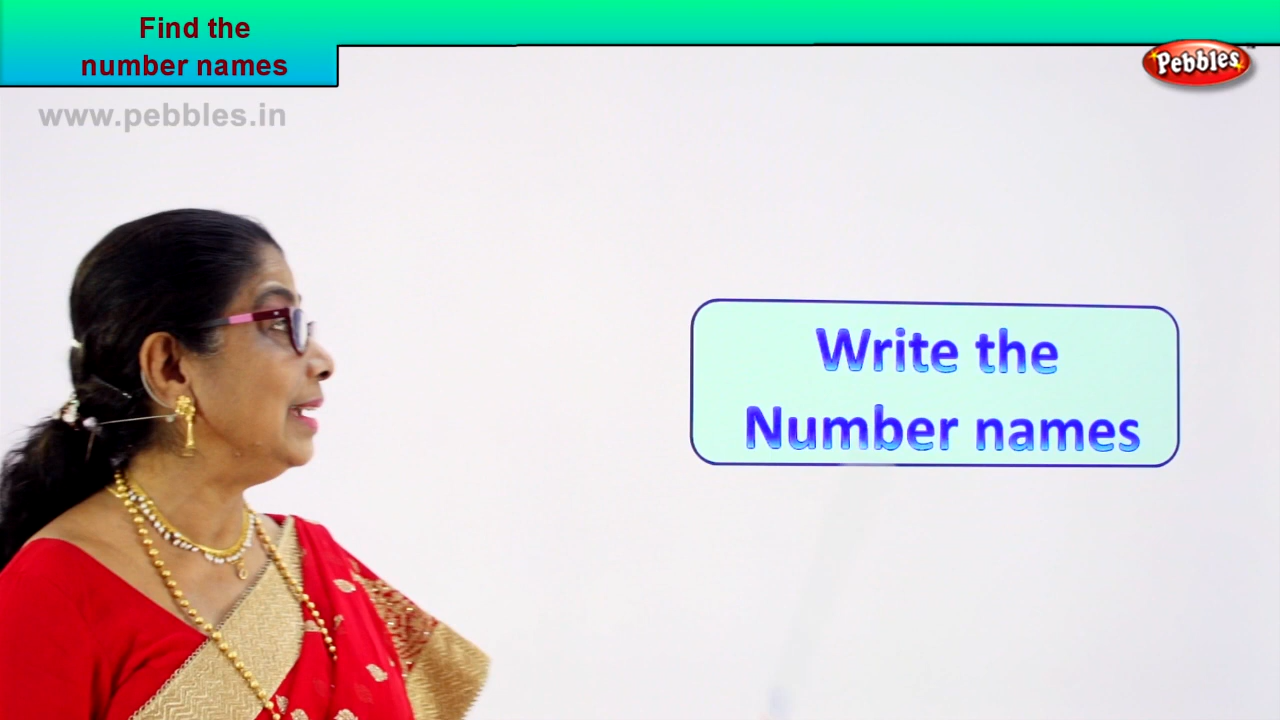 Find the
number names
Pebbles
www.pebbles.in
Write the
Number names